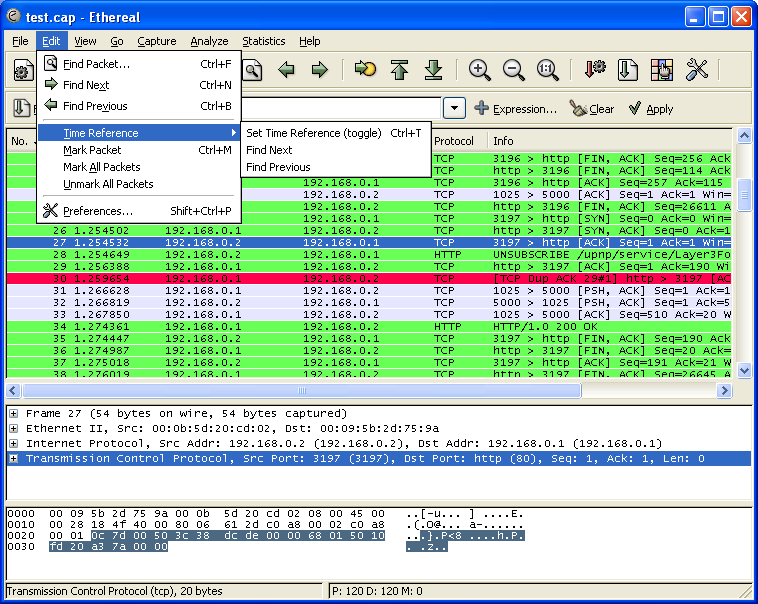 test.cap - Ethereal
File Edit View Go Capture Analyze Statistics Help
Find Packet... Ctrl+F
Find Next Ctrl+N
Find Previous Ctrl+B
Time Reference
Mark Packet Ctrl+M
Mark All Packets
Unmark All Packets
Preferences... Shift+Ctrl+P
Set Time Reference (toggle) Ctrl+T
Find Next
Find Previous
Expression... Clear Apply
No. Protocol Info
TCP 3196 > http [FIN, ACK] Seq=256 Ack
TCP http > 3196 [FIN, ACK] Seq=114 Ack
192.168.0.1 TCP 3196 > http [ACK] Seq=257 Ack=115
192.168.0.2 TCP 1025 > 5000 [ACK] Seq=1 Ack=1 Win=
192.168.0.2 TCP http > 3196 [FIN, ACK] Seq=26611 A
192.168.0.1 TCP 3197 > http [SYN] Seq=0 Ack=0 Win=
26 1.254502 192.168.0.1 192.168.0.2 TCP http > 3197 [SYN, ACK] Seq=0 Ack=1
27 1.254532 192.168.0.2 192.168.0.1 TCP 3197 > http [ACK] Seq=1 Ack=1 Win=
28 1.254649 192.168.0.2 192.168.0.1 HTTP UNSUBSCRIBE /upnp/service/Layer3Fo
29 1.256388 192.168.0.1 192.168.0.2 TCP http > 3197 [ACK] Seq=1 Ack=190 Wi
30 1.259654 192.168.0.1 192.168.0.2 TCP [TCP Dup ACK 29#1] http > 3197 [AC
31 1.266628 192.168.0.1 192.168.0.2 TCP 1025 > 5000 [PSH, ACK] Seq=1 Ack=1
32 1.266819 192.168.0.2 192.168.0.1 TCP 5000 > 1025 [PSH, ACK] Seq=1 Ack=5
33 1.267850 192.168.0.1 192.168.0.2 TCP 1025 > 5000 [ACK] Seq=510 Ack=20 W
34 1.274361 192.168.0.1 192.168.0.2 HTTP HTTP/1.0 200 OK
35 1.274447 192.168.0.2 192.168.0.1 TCP 3197 > http [FIN, ACK] Seq=190 Ack
36 1.274987 192.168.0.1 192.168.0.2 TCP http > 3197 [FIN, ACK] Seq=20 Ack=
37 1.275018 192.168.0.2 192.168.0.1 TCP 3197 > http [ACK] Seq=191 Ack=21 W
38 1.276019 192.168.0.1 192.168.0.2 TCP http > 3196 [FIN, ACK] Seq=26645 A
Frame 27 (54 bytes on wire, 54 bytes captured)
Ethernet II, Src: 00:0b:5d:20:cd:02, Dst: 00:09:5b:2d:75:9a
Internet Protocol, Src Addr: 192.168.0.2 (192.168.0.2), Dst Addr: 192.168.0.1 (192.168.0.1)
Transmission Control Protocol, Src Port: 3197 (3197), Dst Port: http (80), Seq: 1, Ack: 1, Len: 0
0000 00 09 5b 2d 75 9a 00 0b 5d 20 cd 02 08 00 45 00 ..[-u... ] ....E.
0010 00 28 18 4f 40 00 80 06 61 2d c0 a8 00 02 c0 a8 .(.O@... a-......
0020 00 01 0c 7d 00 50 3c 38 dc de 00 00 68 01 50 10 ...}.P<8 ....h.P.
0030 fd 20 a3 7a 00 00 . .z..
Transmission Control Protocol (tcp), 20 bytes P: 120 D: 120 M: 0